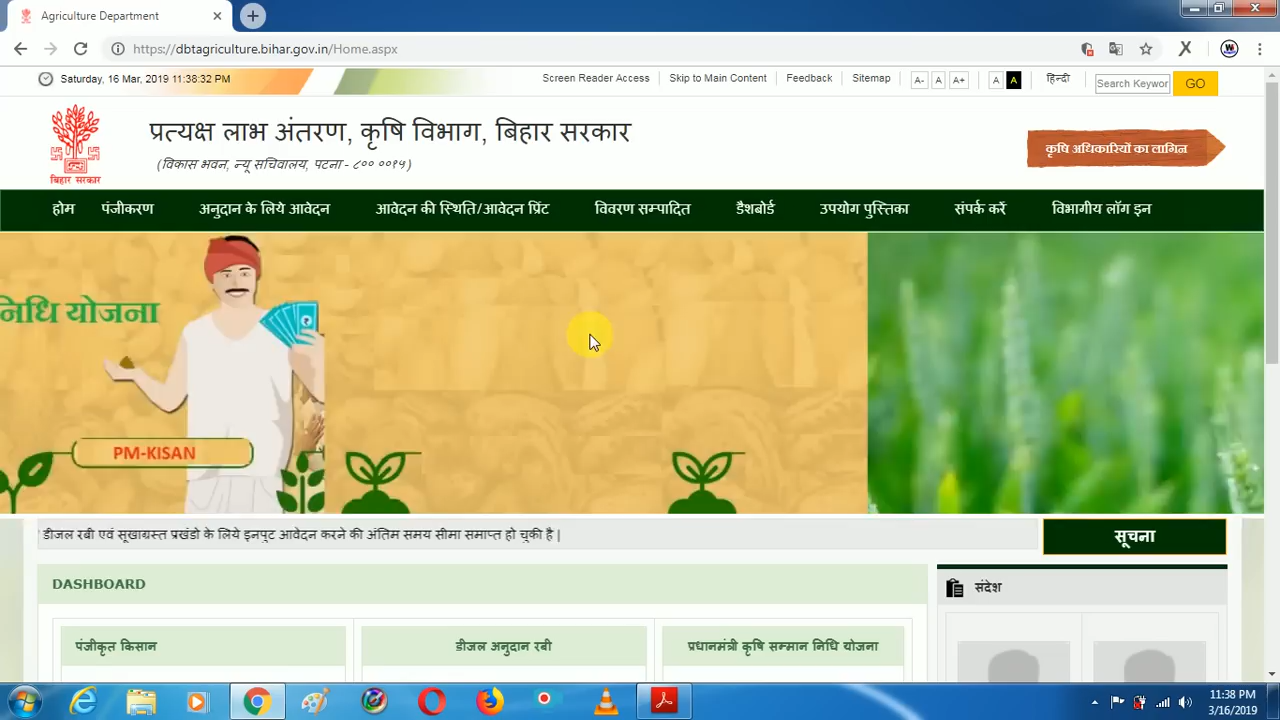 Agriculture Department
https://dbtagriculture.bihar.gov.in/Home.aspx
Saturday, 16 Mar, 2019 11:38:32 PM
Screen Reader Access Skip to Main Content Feedback Sitemap A- A A+ A A हिन्दी Search Keywor GO
बिहार सरकार
प्रत्यक्ष लाभ अंतरण, कृषि विभाग, बिहार सरकार
(विकास भवन, न्यू सचिवालय, पटना - ८०० ००१५)
कृषि अधिकारियों का लागिन
होम पंजीकरण अनुदान के लिये आवेदन आवेदन की स्थिति/आवेदन प्रिंट विवरण सम्पादित डैशबोर्ड उपयोग पुस्तिका संपर्क करें विभागीय लॉग इन
निधि योजना
PM-KISAN
डीजल रबी एवं सूखाग्रस्त प्रखंडो के लिये इनपुट आवेदन करने की अंतिम समय सीमा समाप्त हो चुकी है |
सूचना
DASHBOARD
संदेश
पंजीकृत किसान
डीजल अनुदान रबी
प्रधानमंत्री कृषि सम्मान निधि योजना
11:38 PM
3/16/2019